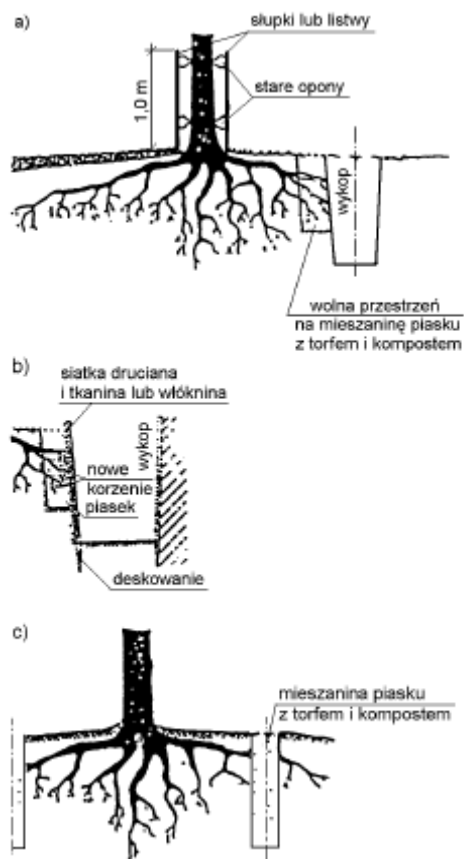 a)
słupki lub listwy
1,0 m
stare opony
wykop
wolna przestrzeń
na mieszaninę piasku
z torfem i kompostem
b)
siatka druciana
i tkanina lub włóknina
wykop
nowe
korzenie
piasek
deskowanie
c)
mieszanina piasku
z torfem i kompostem